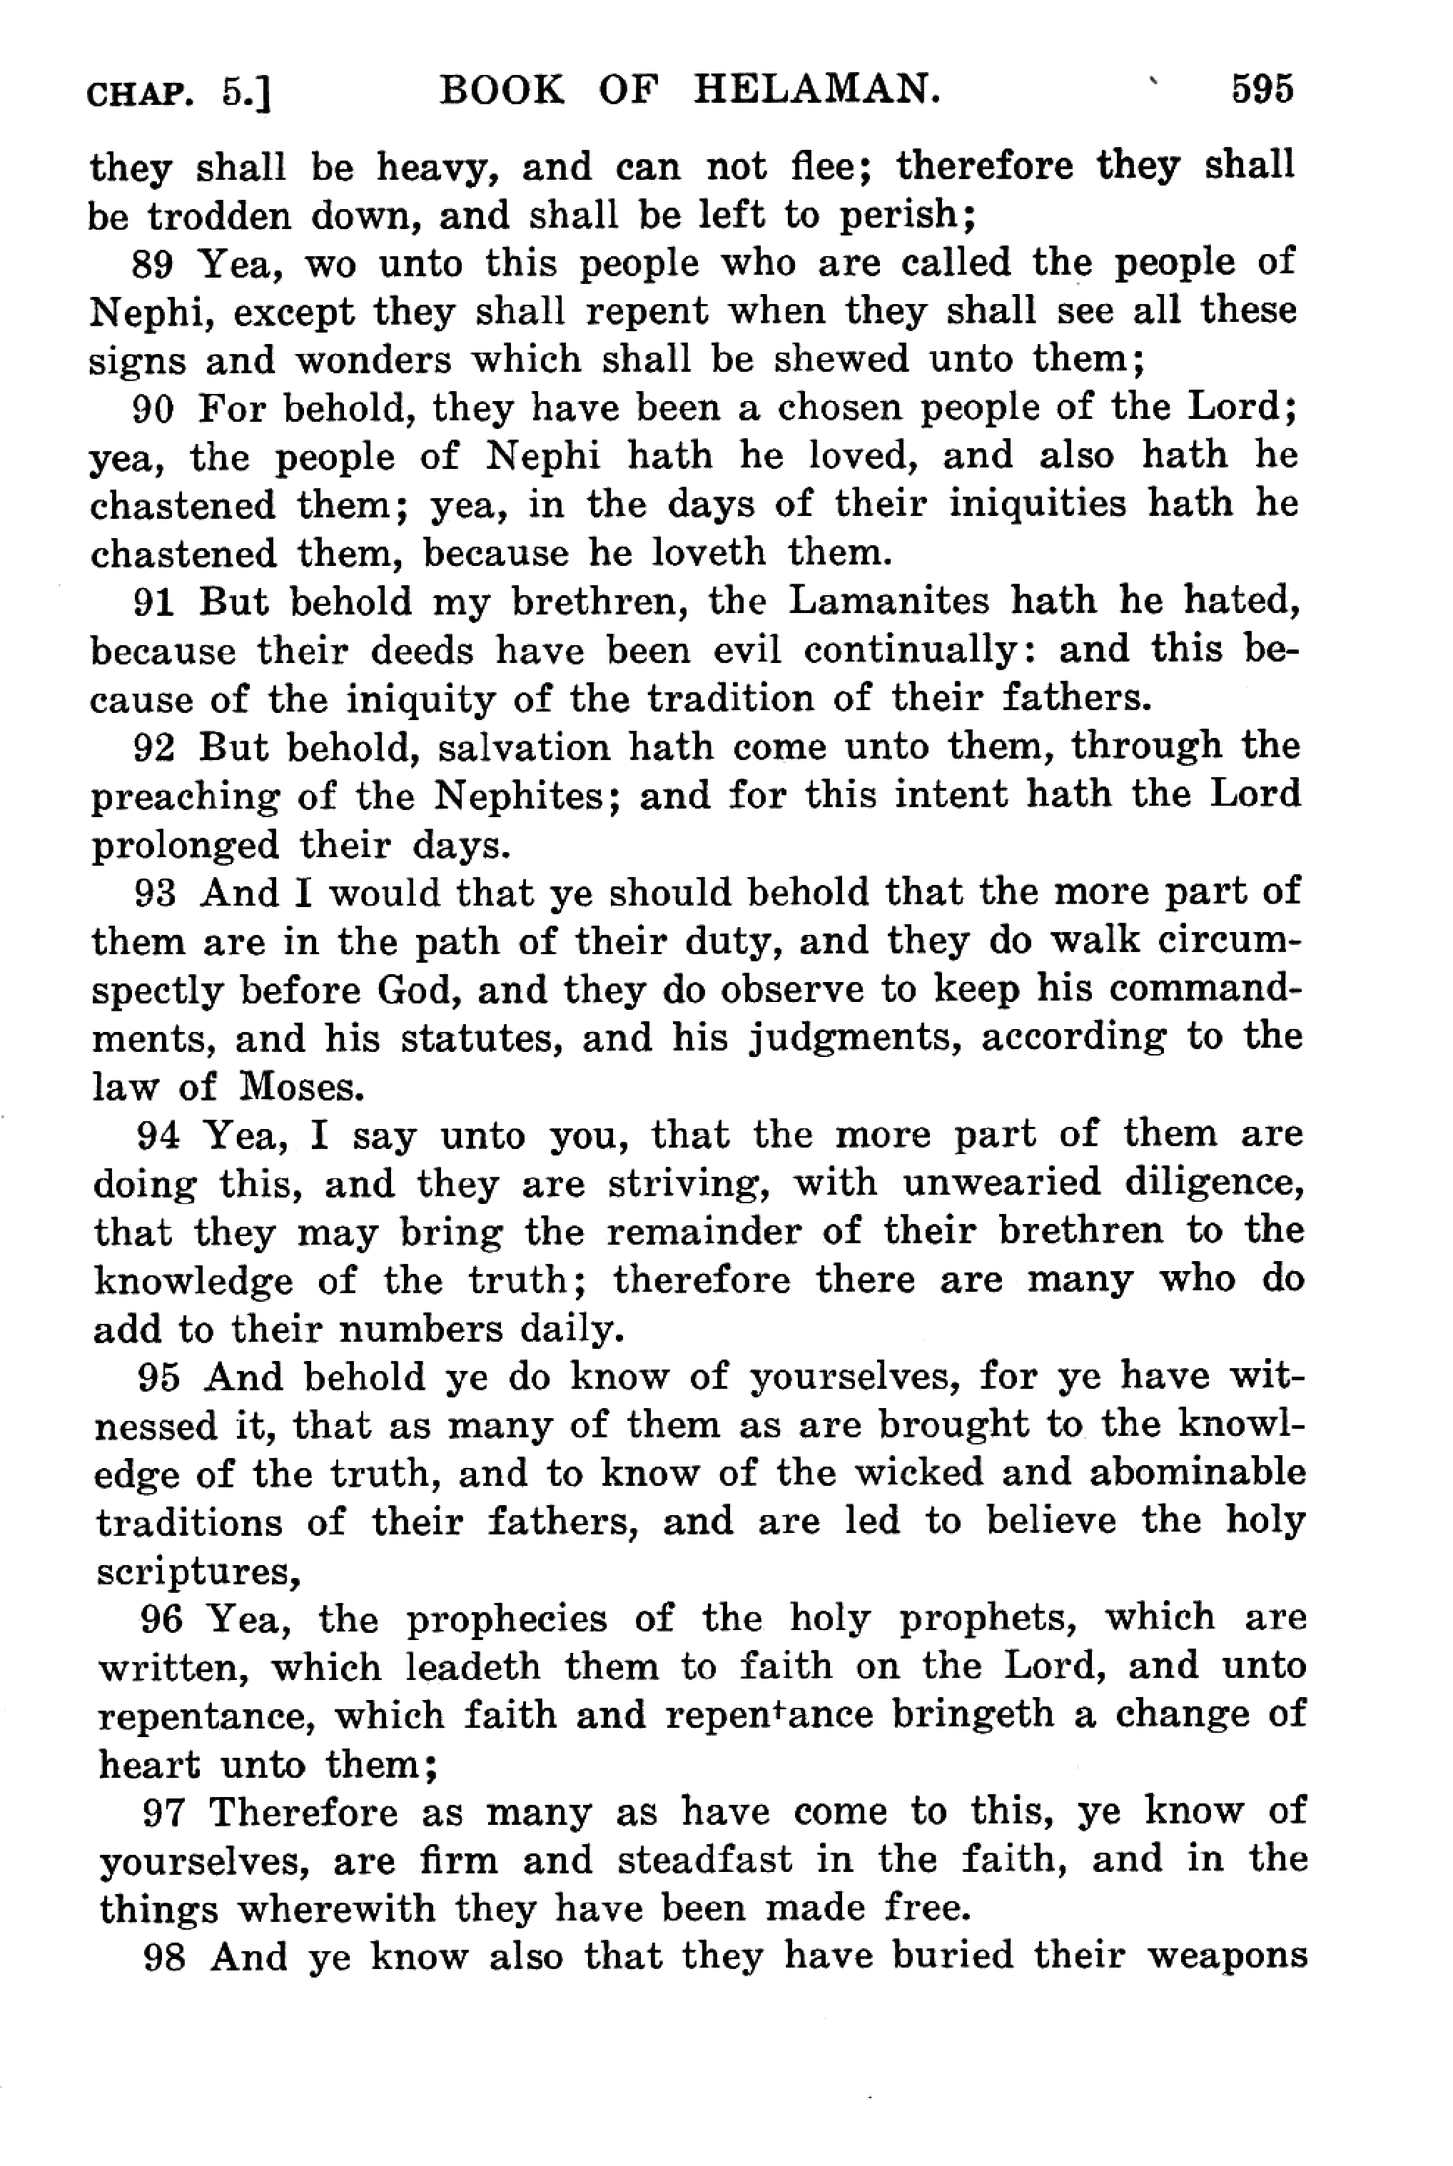 CHAP. 5.] BOOK OF HELAMAN. 595
they shall be heavy, and can not flee; therefore they shall
be trodden down, and shall be left to perish;
89 Yea, wo unto this people who are called the people of
Nephi, except they shall repent when they shall see all these
signs and wonders which shall be shewed unto them;
90 For behold, they have been a chosen people of the Lord;
yea, the people of Nephi hath he loved, and also hath he
chastened them; yea, in the days of their iniquities hath he
chastened them, because he loveth them.
91 But behold my brethren, the Lamanites hath he hated,
because their deeds have been evil continually: and this be-
cause of the iniquity of the tradition of their fathers.
92 But behold, salvation hath come unto them, through the
preaching of the Nephites; and for this intent hath the Lord
prolonged their days.
93 And I would that ye should behold that the more part of
them are in the path of their duty, and they do walk circum-
spectly before God, and they do observe to keep his command-
ments, and his statutes, and his judgments, according to the
law of Moses.
94 Yea, I say unto you, that the more part of them are
doing this, and they are striving, with unwearied diligence,
that they may bring the remainder of their brethren to the
knowledge of the truth; therefore there are many who do
add to their numbers daily.
95 And behold ye do know of yourselves, for ye have wit-
nessed it, that as many of them as are brought to the knowl-
edge of the truth, and to know of the wicked and abominable
traditions of their fathers, and are led to believe the holy
scriptures,
96 Yea, the prophecies of the holy prophets, which are
written, which leadeth them to faith on the Lord, and unto
repentance, which faith and repentance bringeth a change of
heart unto them;
97 Therefore as many as have come to this, ye know of
yourselves, are firm and steadfast in the faith, and in the
things wherewith they have been made free.
98 And ye know also that they have buried their weapons